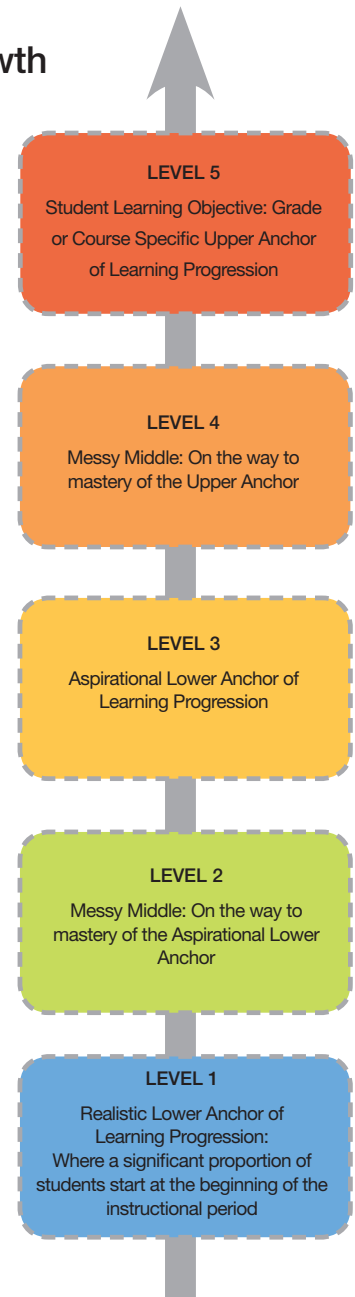 wth
LEVEL 5
Student Learning Objective: Grade
or Course Specific Upper Anchor
of Learning Progression
LEVEL 4
Messy Middle: On the way to
mastery of the Upper Anchor
LEVEL 3
Aspirational Lower Anchor of
Learning Progression
LEVEL 2
Messy Middle: On the way to
mastery of the Aspirational Lower
Anchor
LEVEL 1
Realistic Lower Anchor of
Learning Progression:
Where a significant proportion of
students start at the beginning of the
instructional period